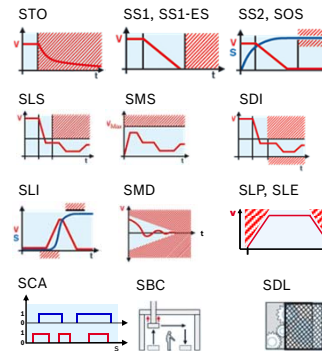 STO SS1, SS1-ES SS2, SOS
V t V t V S t
SLS SMS SDI
V S t V Max t V S t
SLI SMD SLP, SLE
V S t v t v
SCA SBC SDL
1 0 1 0 s